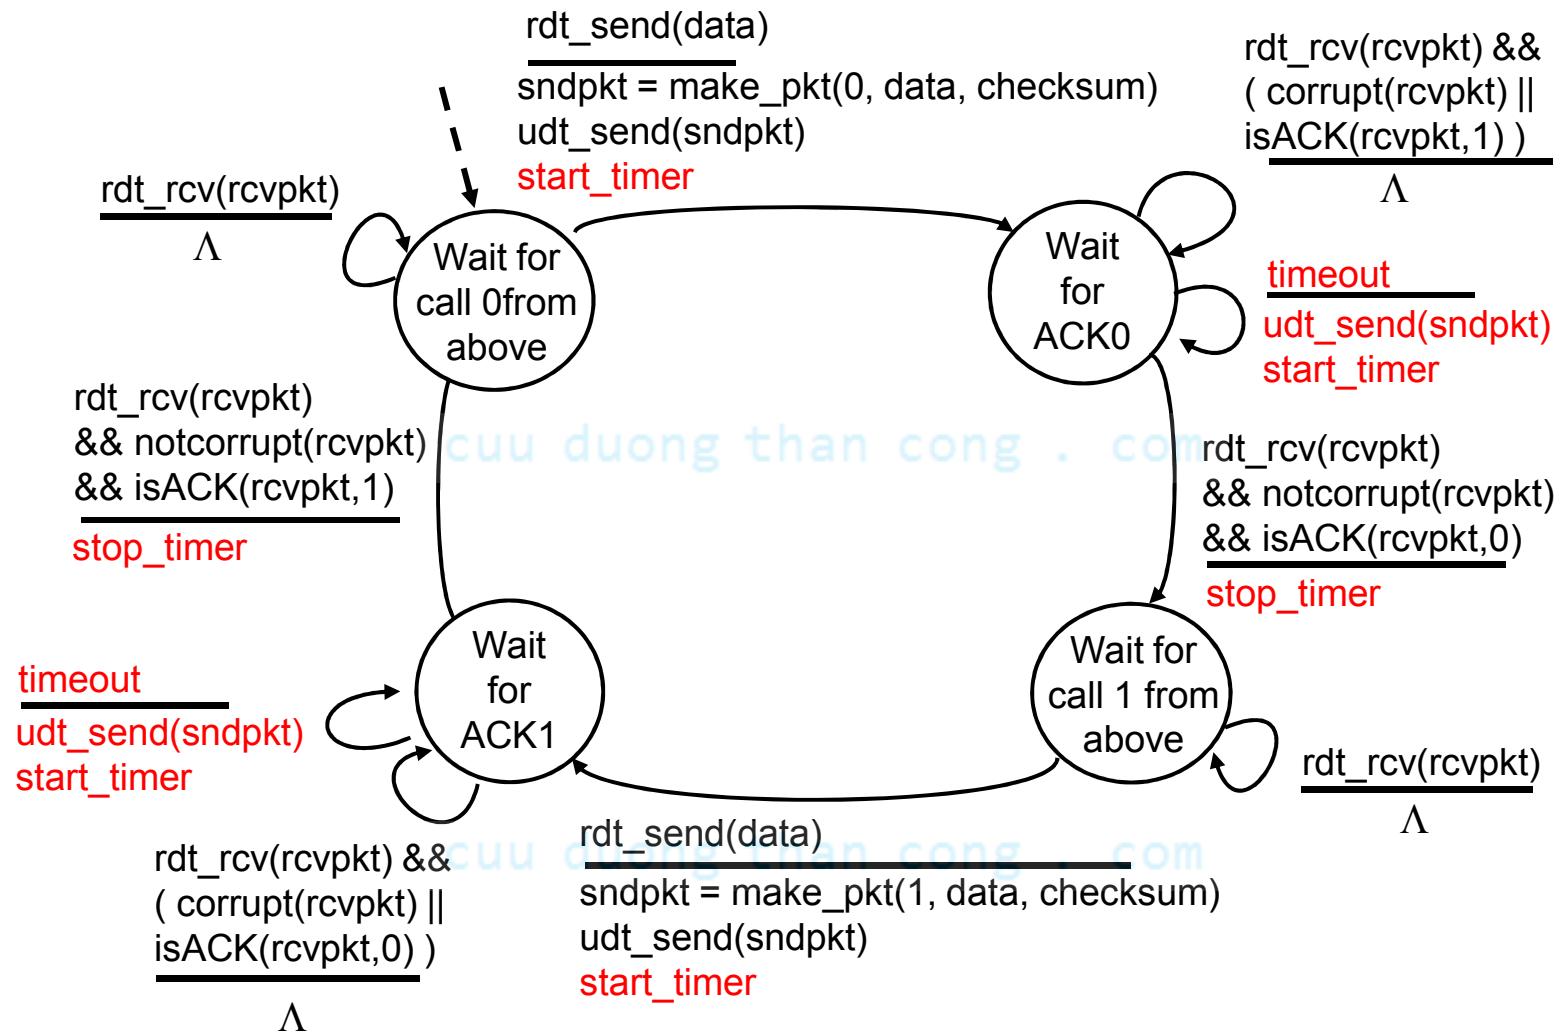 rdt_send(data)
sndpkt = make_pkt(0, data, checksum)
udt_send(sndpkt)
start_timer
rdt_rcv(rcvpkt) &&
( corrupt(rcvpkt) ||
isACK(rcvpkt,1) )
Λ
rdt_rcv(rcvpkt)
Λ
Wait for
call 0from
above
Wait
for
ACK0
timeout
udt_send(sndpkt)
start_timer
rdt_rcv(rcvpkt)
&& notcorrupt(rcvpkt)
&& isACK(rcvpkt,1)
stop_timer
cuu duong than cong . com
rdt_rcv(rcvpkt)
&& notcorrupt(rcvpkt)
&& isACK(rcvpkt,0)
stop_timer
Wait
for
ACK1
Wait for
call 1 from
above
timeout
udt_send(sndpkt)
start_timer
rdt_rcv(rcvpkt)
Λ
rdt_rcv(rcvpkt) &&
( corrupt(rcvpkt) ||
isACK(rcvpkt,0) )
Λ
rdt_send(data)
cuu duong than cong . com
sndpkt = make_pkt(1, data, checksum)
udt_send(sndpkt)
start_timer